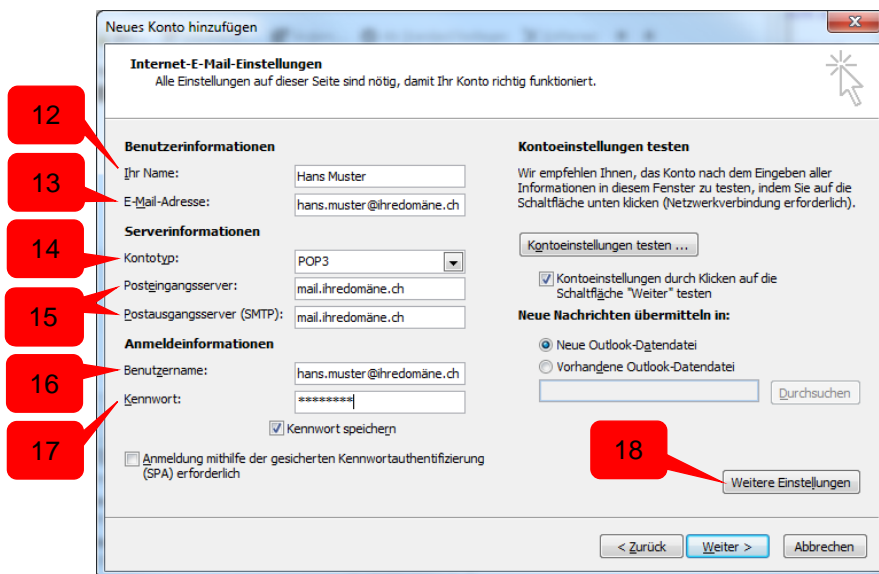 Neues Konto hinzufügen
Internet-E-Mail-Einstellungen
Alle Einstellungen auf dieser Seite sind nötig, damit Ihr Konto richtig funktioniert.
12
Benutzerinformationen
Ihr Name:
Hans Muster
13
E-Mail-Adresse:
hans.muster@ihredomäne.ch
Serverinformationen
14
Kontotyp:
POP3
Posteingangsserver:
mail.ihredomäne.ch
15
Postausgangsserver (SMTP):
mail.ihredomäne.ch
Anmeldeinformationen
16
Benutzername:
hans.muster@ihredomäne.ch
Kennwort:
********
17
Kennwort speichern
Anmeldung mithilfe der gesicherten Kennwortauthentifizierung
(SPA) erforderlich
Kontoeinstellungen testen
Wir empfehlen Ihnen, das Konto nach dem Eingeben aller
Informationen in diesem Fenster zu testen, indem Sie auf die
Schaltfläche unten klicken (Netzwerkverbindung erforderlich).
Kontoeinstellungen testen ...
Kontoeinstellungen durch Klicken auf die
Schaltfläche "Weiter" testen
Neue Nachrichten übermitteln in:
Neue Outlook-Datendatei
Vorhandene Outlook-Datendatei
Durchsuchen
18
Weitere Einstellungen
< Zurück
Weiter >
Abbrechen